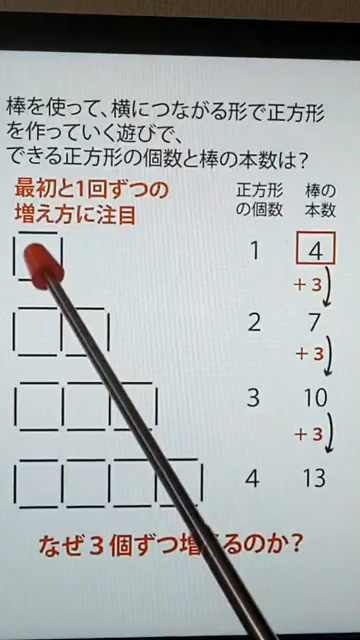 棒を使って、横につながる形で正方形
を作っていく遊びで、
できる正方形の個数と棒の本数は?
最初と1回ずつの
増え方に注目
正方形
の個数
棒の
本数
1 4
+3
2 7
+3
3 10
+3
4 13
なぜ3個ずつ増るのか?